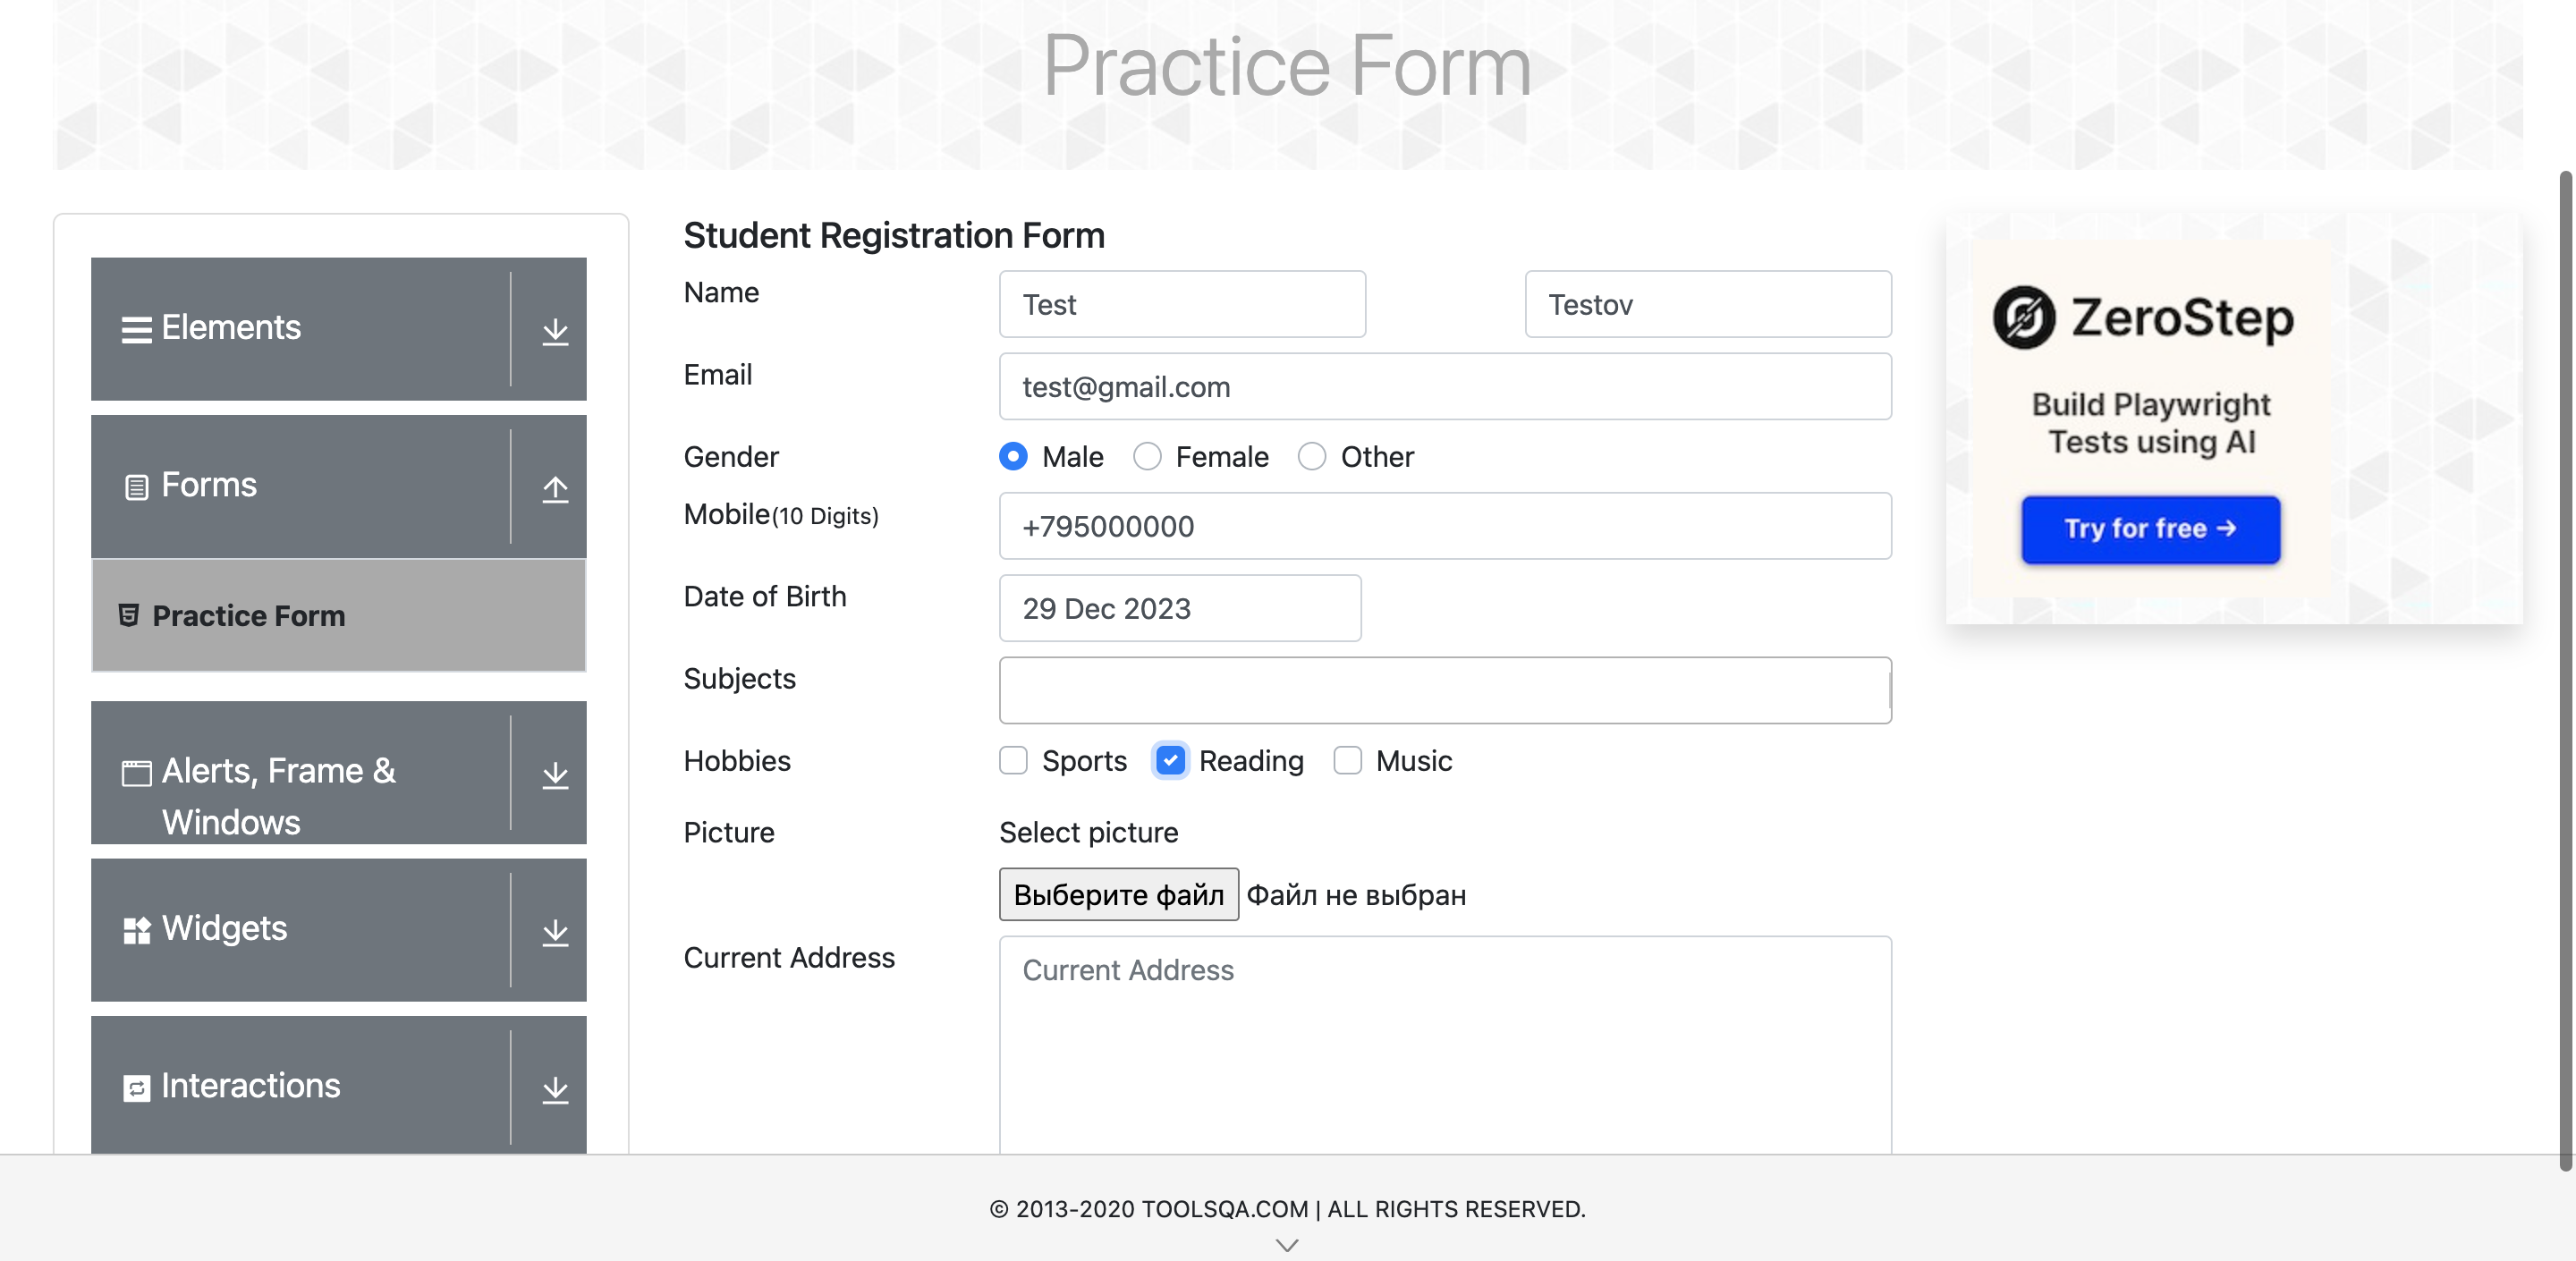 Practice Form
Elements
Forms
Practice Form
Alerts, Frame &
Windows
Widgets
Interactions
Student Registration Form
Name
Test
Testov
Email
test@gmail.com
Gender
Male
Female
Other
Mobile(10 Digits)
+795000000
Date of Birth
29 Dec 2023
Subjects
Hobbies
Sports
Reading
Music
Picture
Select picture
Выберите файл Файл не выбран
Current Address
Current Address
ZeroStep
Build Playwright
Tests using AI
Try for free →
© 2013-2020 TOOLSQA.COM | ALL RIGHTS RESERVED.